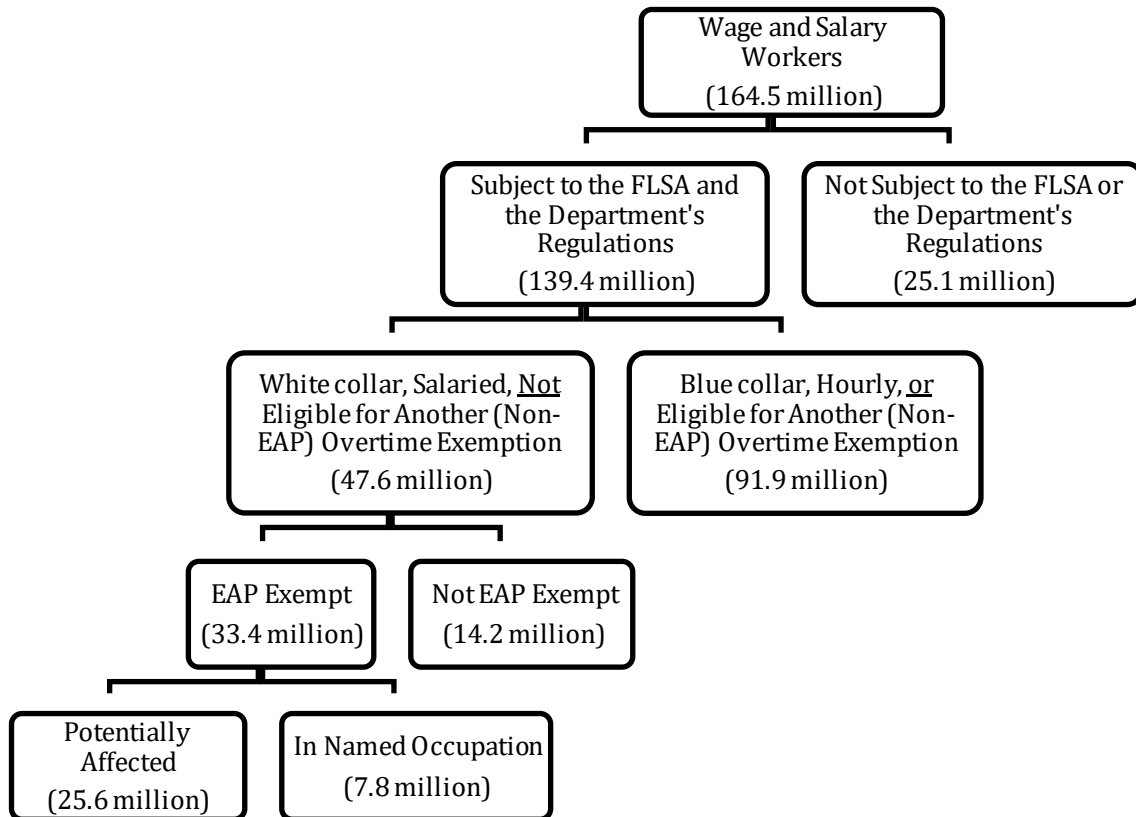 Wage and Salary
Workers
(164.5 million)
Subject to the FLSA and
the Department's
Regulations
(139.4 million)
Not Subject to the FLSA or
the Department's
Regulations
(25.1 million)
White collar, Salaried, Not
Eligible for Another (Non-
EAP) Overtime Exemption
(47.6 million)
Blue collar, Hourly, or
Eligible for Another (Non-
EAP) Overtime Exemption
(91.9 million)
EAP Exempt
(33.4 million)
Not EAP Exempt
(14.2 million)
Potentially
Affected
(25.6 million)
In Named Occupation
(7.8 million)